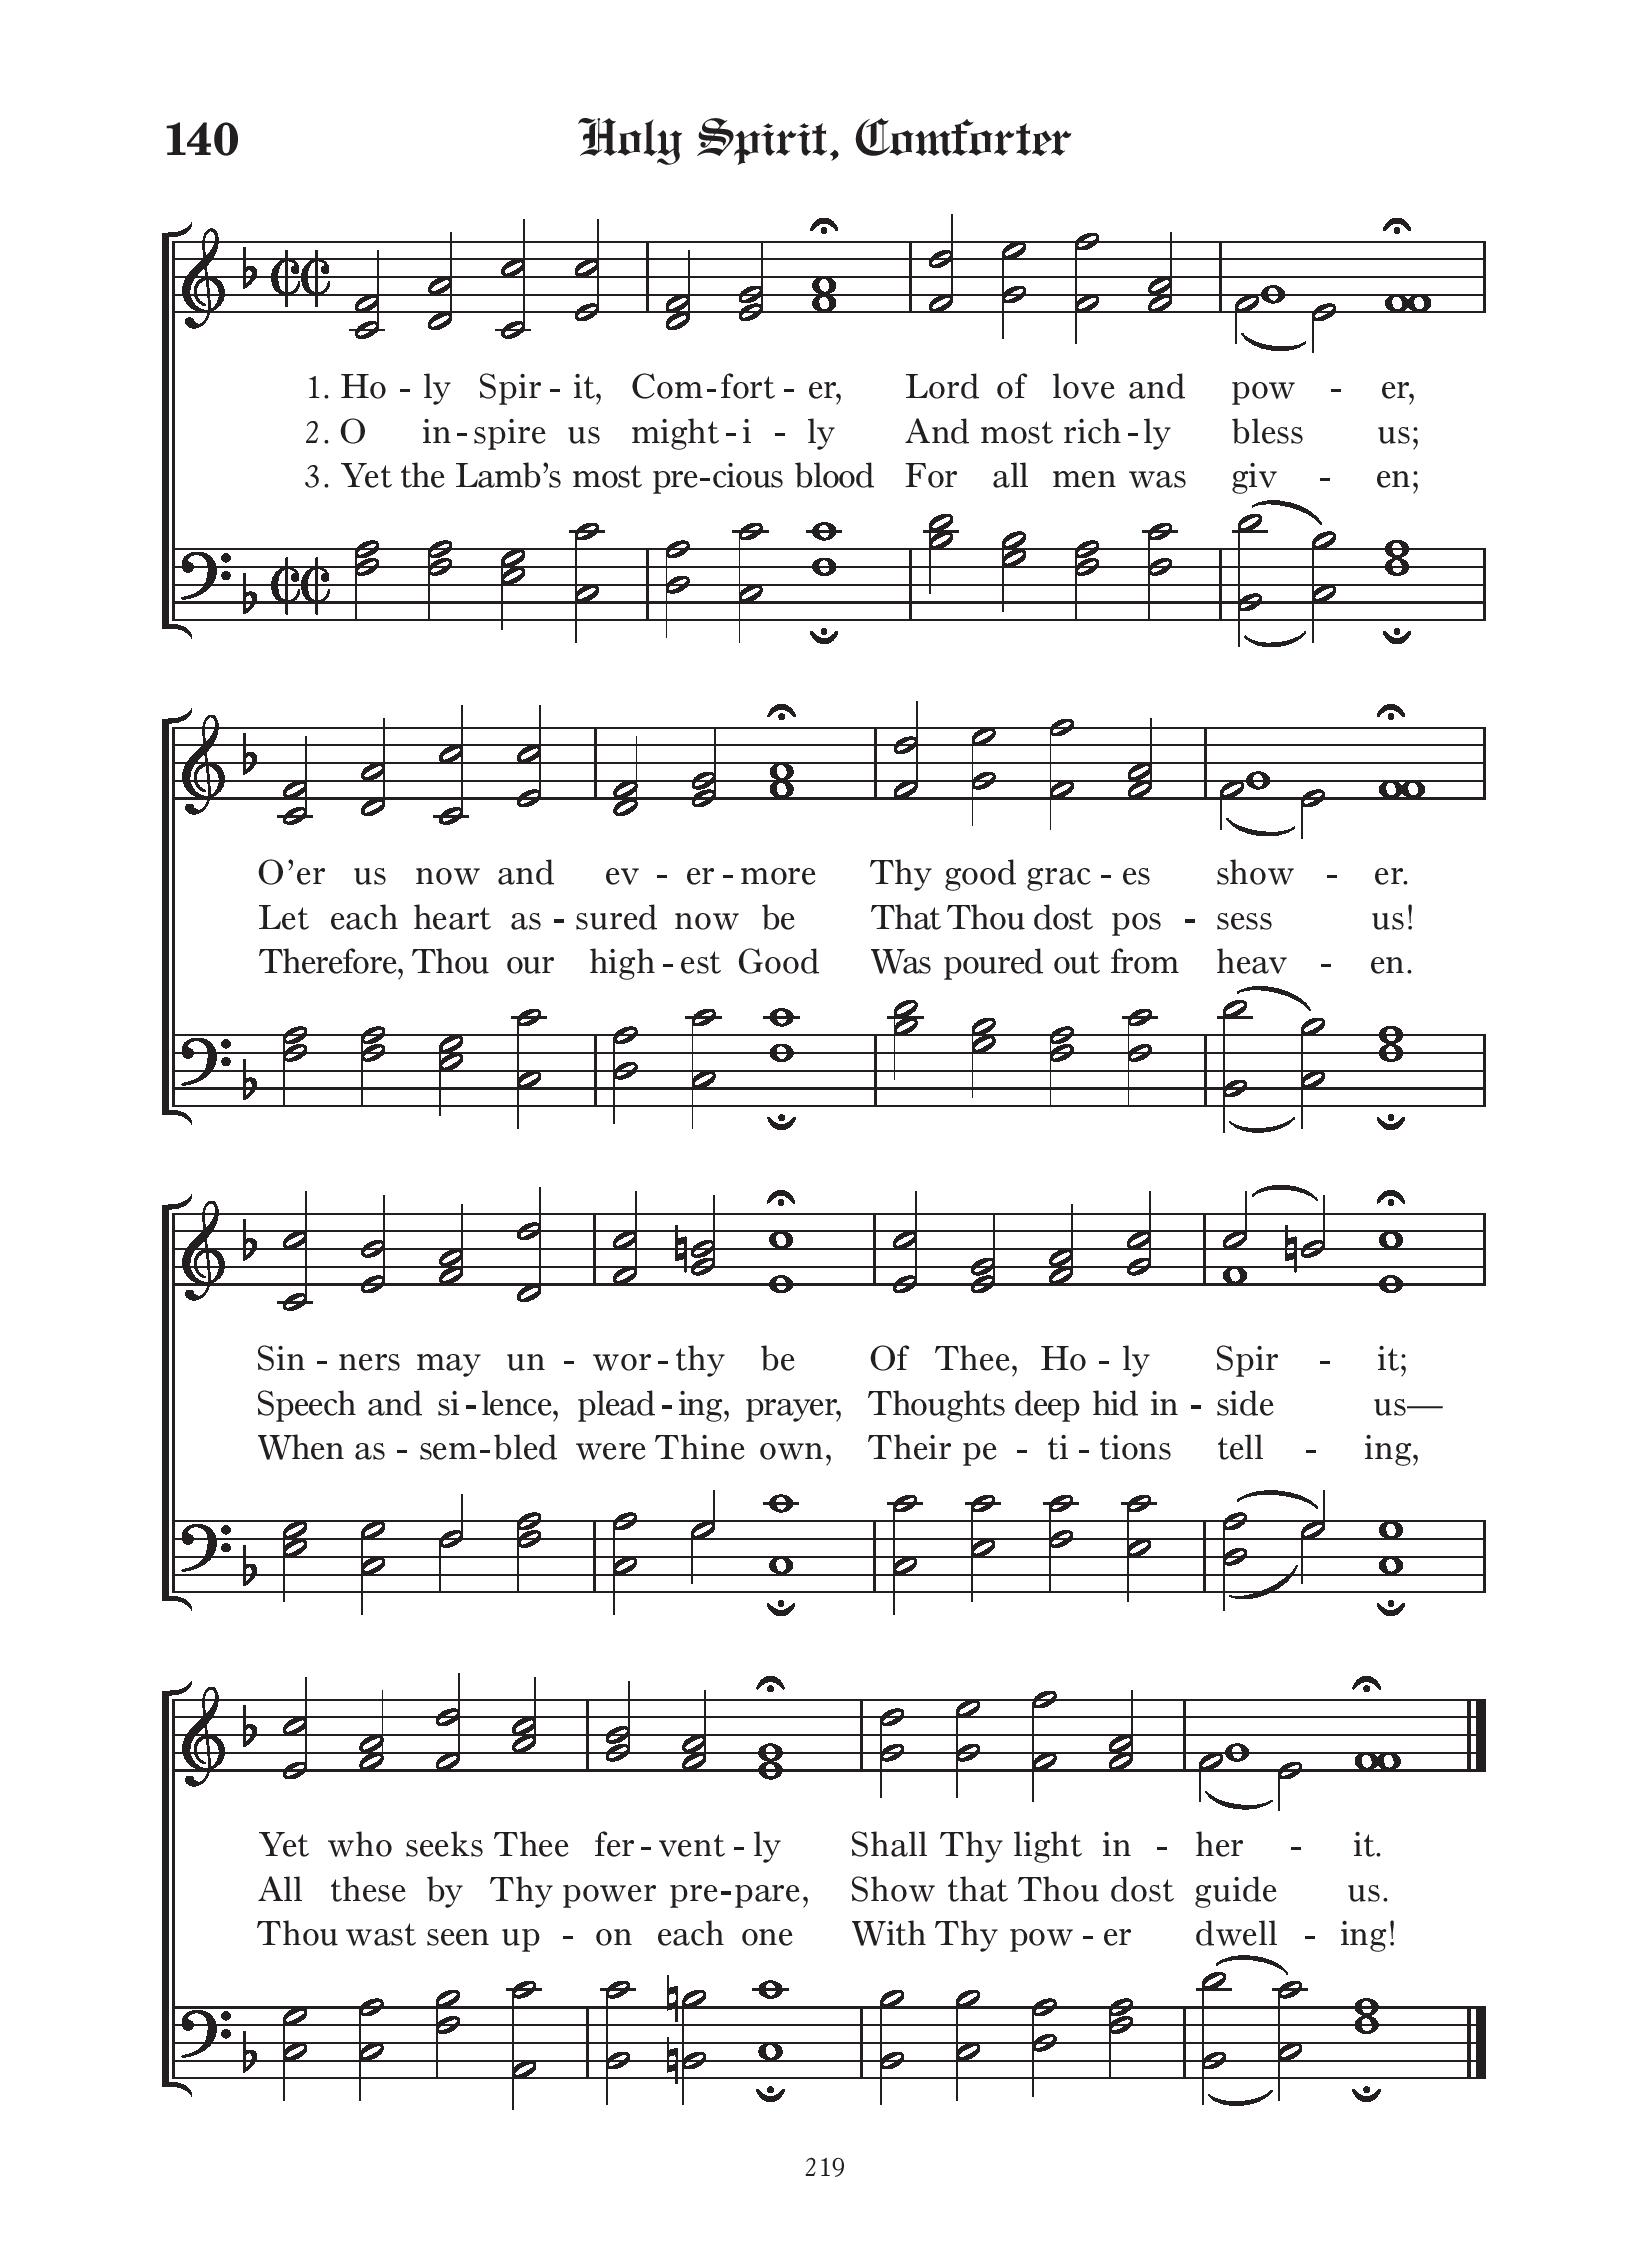 140 Holy Spirit, Comforter
1. Ho - ly Spir - it, Com - fort - er, Lord of love and pow - er,
2. O in - spire us might - i - ly And most rich - ly bless us;
3. Yet the Lamb's most pre - cious blood For all men was giv - en;
O'er us now and ev - er - more Thy good grac - es show - er.
Let each heart as - sured now be That Thou dost pos - sess us!
Therefore, Thou our high - est Good Was poured out from heav - en.
Sin - ners may un - wor - thy be Of Thee, Ho - ly Spir - it;
Speech and si - lence, plead - ing, prayer, Thoughts deep hid in - side us—
When as - sem - bled were Thine own, Their pe - ti - tions tell - ing,
Yet who seeks Thee fer - vent - ly Shall Thy light in - her - it.
All these by Thy power pre - pare, Show that Thou dost guide us.
Thou wast seen up - on each one With Thy pow - er dwell - ing!
219